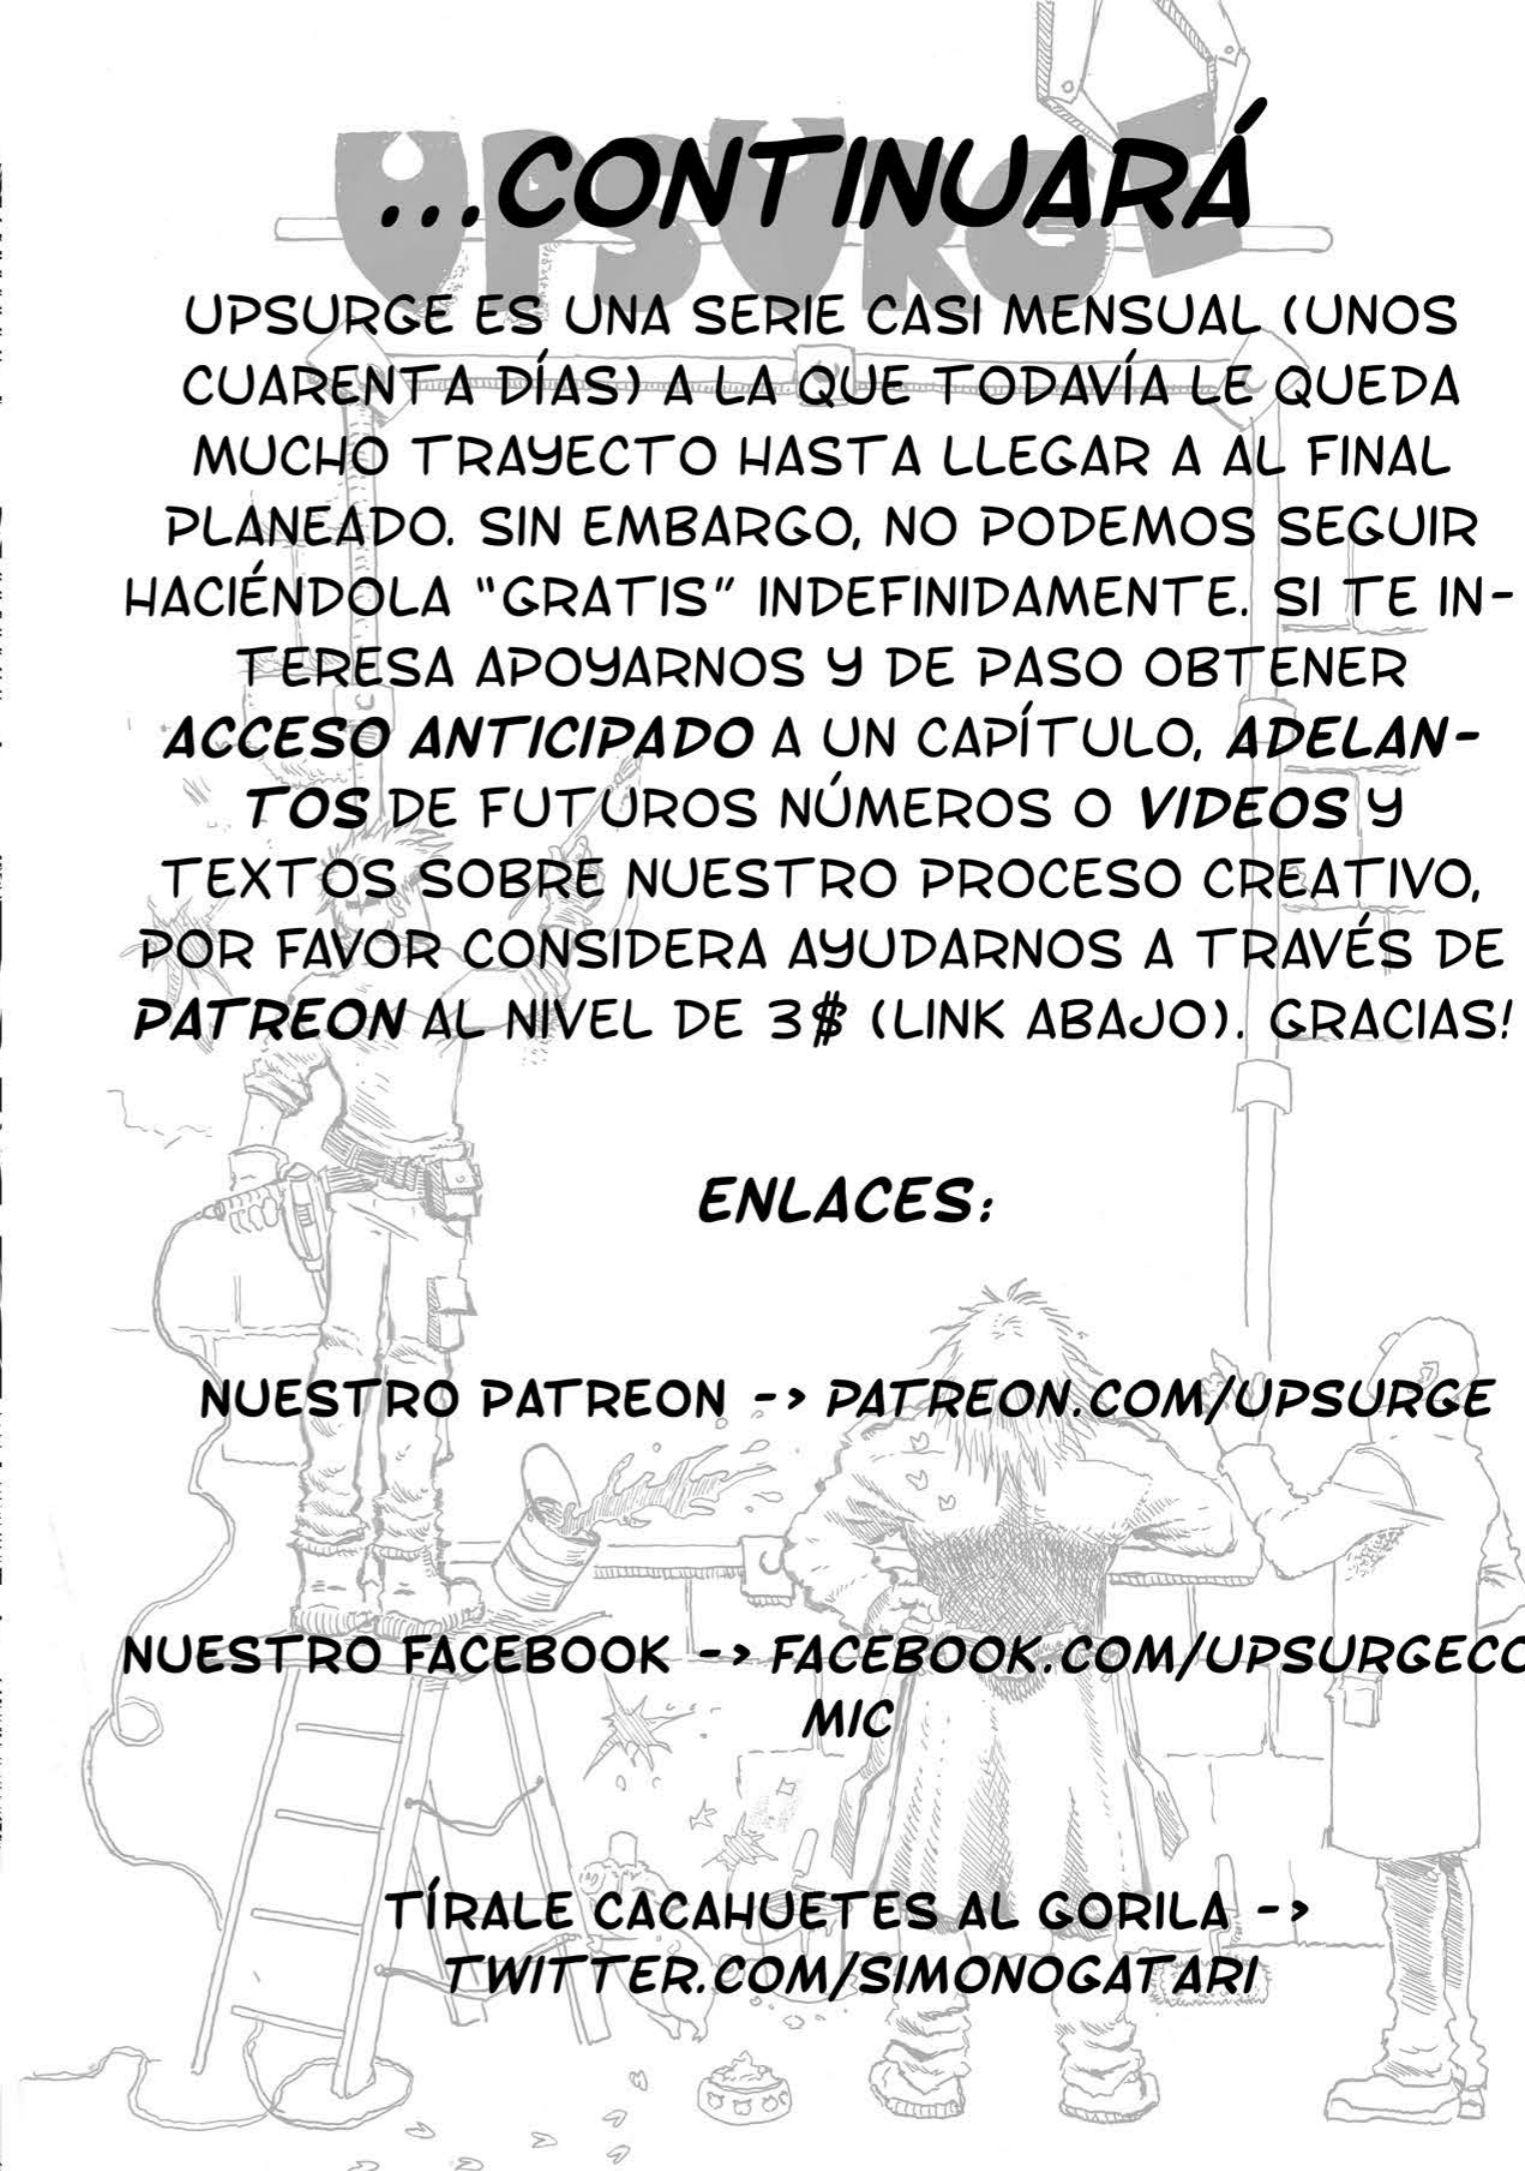 UPSURGE
...CONTINUARÁ
UPSURGE ES UNA SERIE CASI MENSUAL (UNOS
CUARENTA DÍAS) A LA QUE TODAVÍA LE QUEDA
MUCHO TRAYECTO HASTA LLEGAR A AL FINAL
PLANEADO. SIN EMBARGO, NO PODEMOS SEGUIR
HACIÉNDOLA "GRATIS" INDEFINIDAMENTE. SI TE IN-
TERESA APOYARNOS Y DE PASO OBTENER
ACCESO ANTICIPADO A UN CAPÍTULO, ADELAN-
TOS DE FUTUROS NÚMEROS O VIDEOS Y
TEXTOS SOBRE NUESTRO PROCESO CREATIVO,
POR FAVOR CONSIDERA AYUDARNOS A TRAVÉS DE
PATREON AL NIVEL DE 3$ (LINK ABAJO). GRACIAS!
ENLACES:
NUESTRO PATREON -> PATREON.COM/UPSURGE
NUESTRO FACEBOOK -> FACEBOOK.COM/UPSURGECO
MIC
TÍRALE CACAHUETES AL GORILA ->
TWITTER.COM/SIMONOGATARI